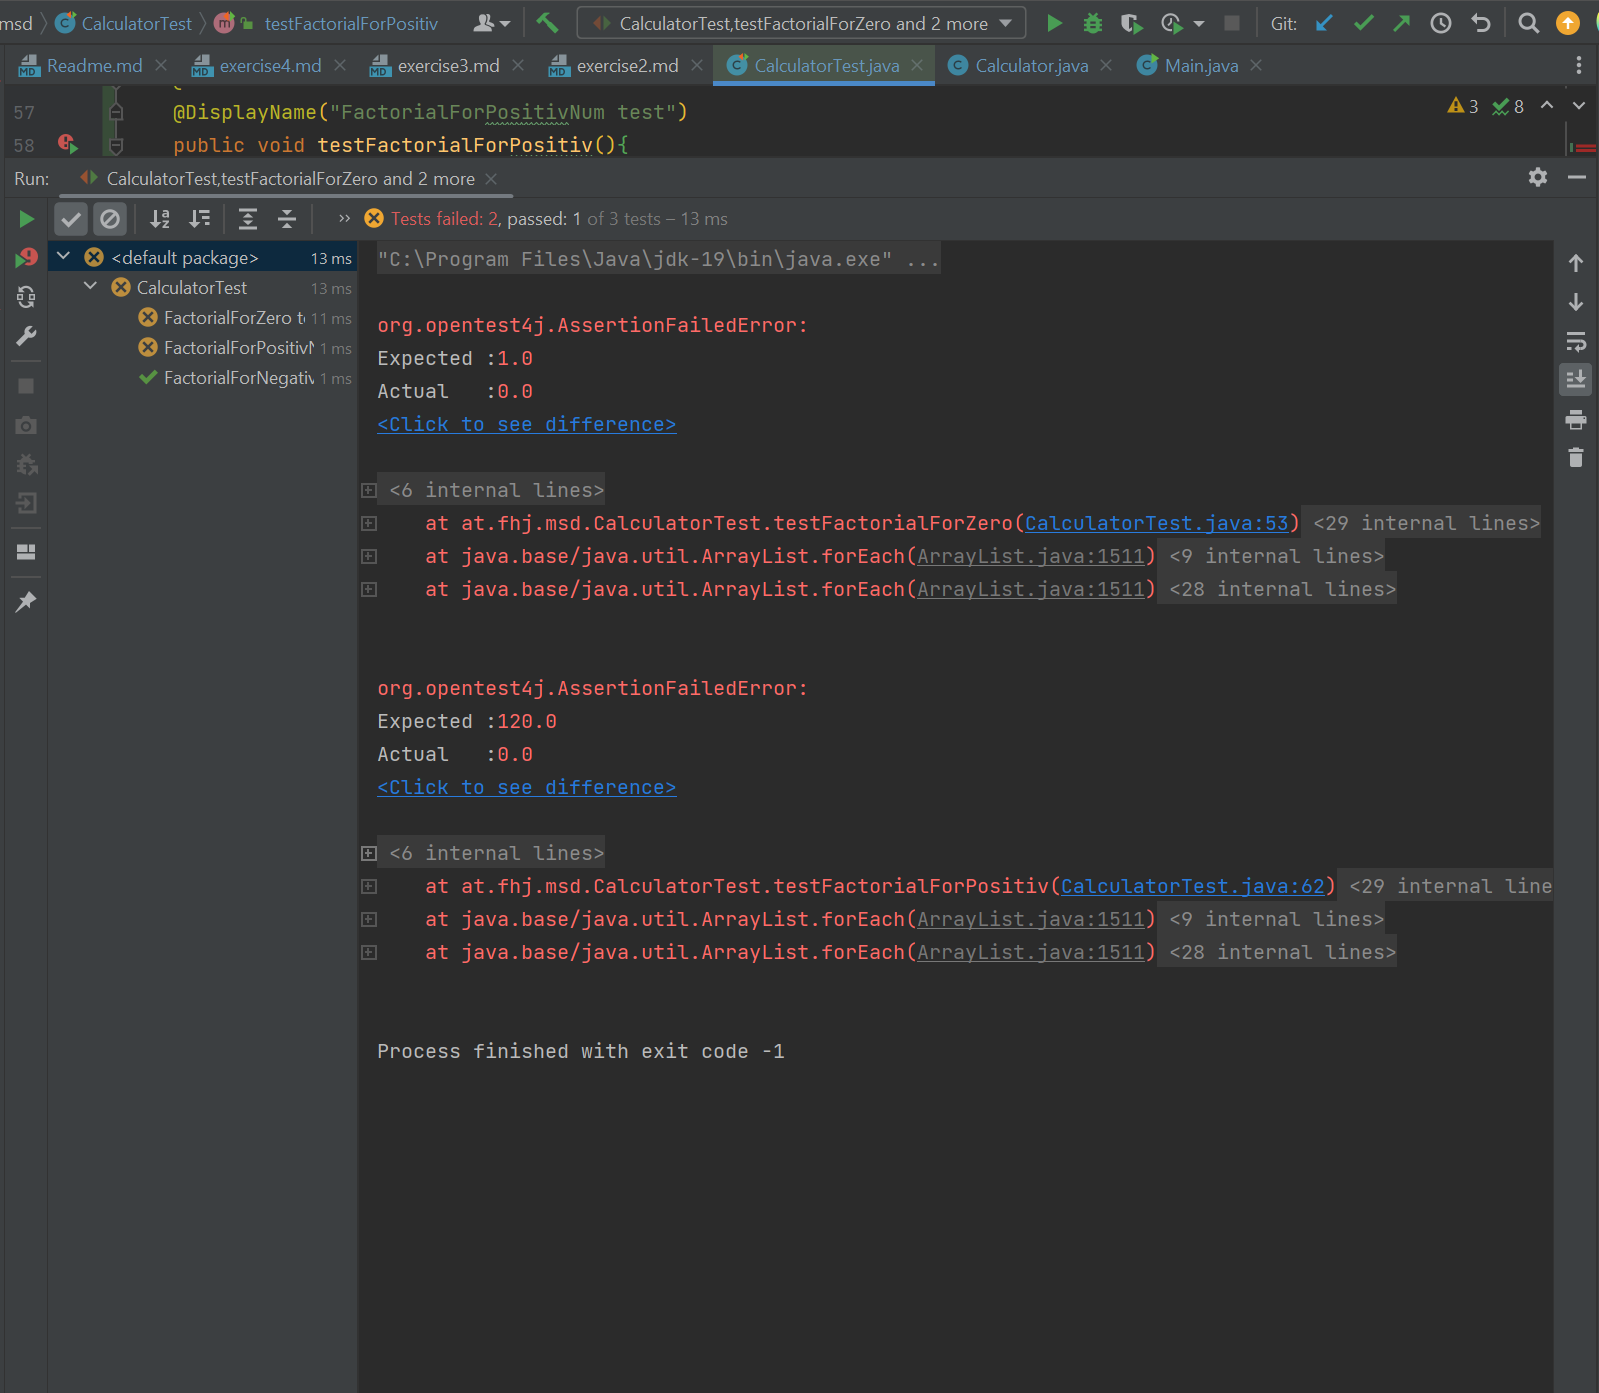 msd CalculatorTest testFactorialForPositiv CalculatorTest,testFactorialForZero and 2 more Git:
Readme.md exercise4.md exercise3.md exercise2.md CalculatorTest.java Calculator.java Main.java
57 @DisplayName("FactorialForPositivNum test") 3 8
58 public void testFactorialForPositiv(){
Run: CalculatorTest,testFactorialForZero and 2 more
Tests failed: 2, passed: 1 of 3 tests – 13 ms
<default package> 13 ms
CalculatorTest 13 ms
FactorialForZero t 11 ms
FactorialForPositivN 1 ms
FactorialForNegativ 1 ms
"C:\Program Files\Java\jdk-19\bin\java.exe" ...
org.opentest4j.AssertionFailedError:
Expected :1.0
Actual   :0.0
<Click to see difference>
<6 internal lines>
at at.fhj.msd.CalculatorTest.testFactorialForZero(CalculatorTest.java:53) <29 internal lines>
at java.base/java.util.ArrayList.forEach(ArrayList.java:1511) <9 internal lines>
at java.base/java.util.ArrayList.forEach(ArrayList.java:1511) <28 internal lines>
org.opentest4j.AssertionFailedError:
Expected :120.0
Actual   :0.0
<Click to see difference>
<6 internal lines>
at at.fhj.msd.CalculatorTest.testFactorialForPositiv(CalculatorTest.java:62) <29 internal line
at java.base/java.util.ArrayList.forEach(ArrayList.java:1511) <9 internal lines>
at java.base/java.util.ArrayList.forEach(ArrayList.java:1511) <28 internal lines>
Process finished with exit code -1